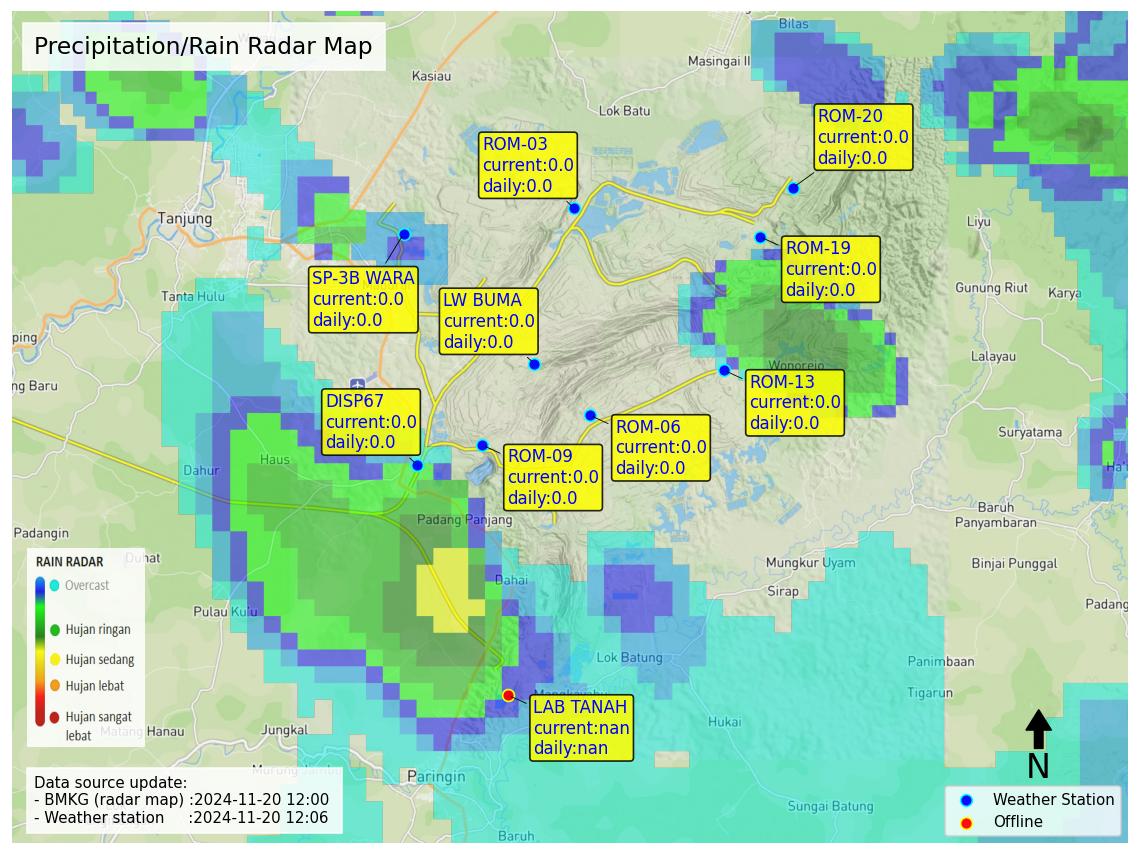 Precipitation/Rain Radar Map
Bilas
Masingai II
Kasiau
Lok Batu
ROM-20
current:0.0
daily:0.0
ROM-03
current:0.0
daily:0.0
Tanjung
Liyu
ROM-19
current:0.0
daily:0.0
SP-3B WARA
current:0.0
daily:0.0
Tanta Hulu
LW BUMA
current:0.0
daily:0.0
Gunung Riut
Karya
ping
Lalayau
Wonorejo
ng Baru
ROM-13
current:0.0
daily:0.0
DISP67
current:0.0
daily:0.0
ROM-06
current:0.0
daily:0.0
Suryatama
Haus
Dahur
ROM-09
current:0.0
daily:0.0
Ha'
Baruh
Panyambaran
Padang Panjang
Padangin
Duhat
Mungkur Uyam
Binjai Punggal
Dahai
Sirap
Padang
Pulau Ku'u
RAIN RADAR
Overcast
Hujan ringan
Hujan sedang
Hujan lebat
Hujan sangat
lebat
Lok Batung
Panimbaan
Tigarun
LAB TANAH
current:nan
daily:nan
Hukai
Matang Hanau
Jungkal
Paringin
Sungai Batung
Baruh
N
Data source update:
- BMKG (radar map) :2024-11-20 12:00
- Weather station :2024-11-20 12:06
Weather Station
Offline